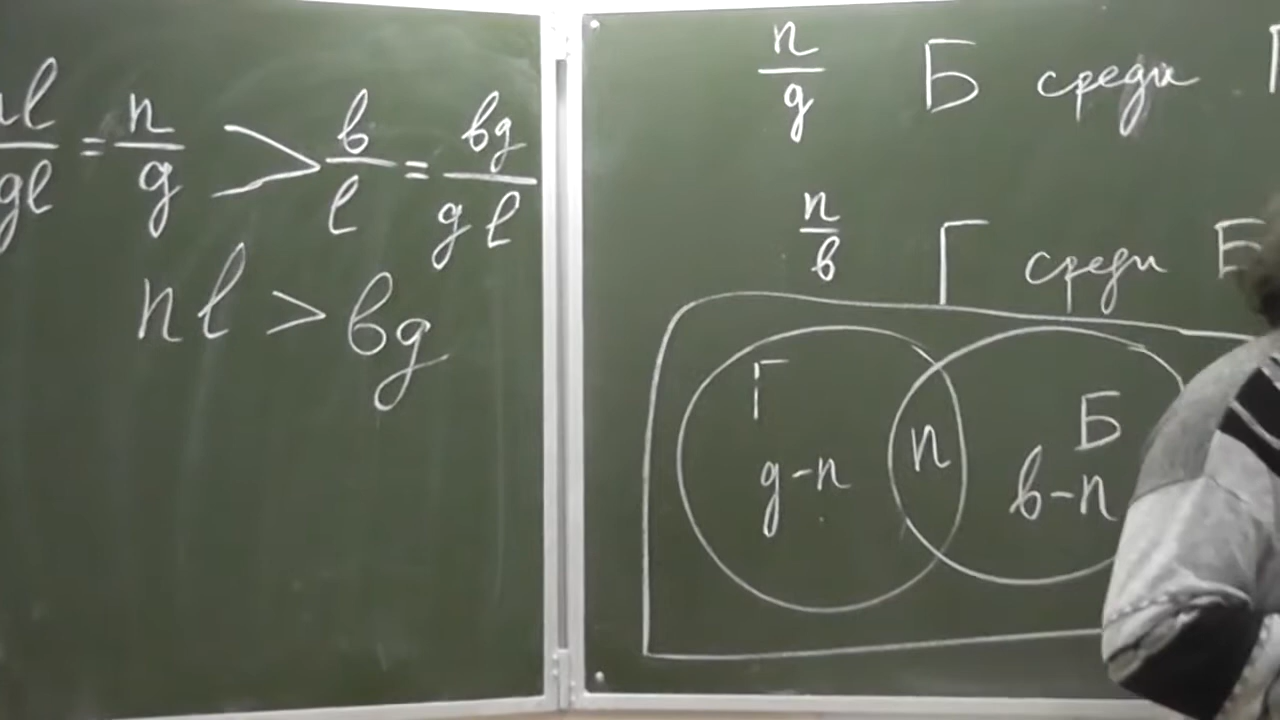 nl/gl = n/g > b/l = bg/gl
nl > bg
n/g Б среди Г
n/b Г среди Б
Г Б
g-n n b-n